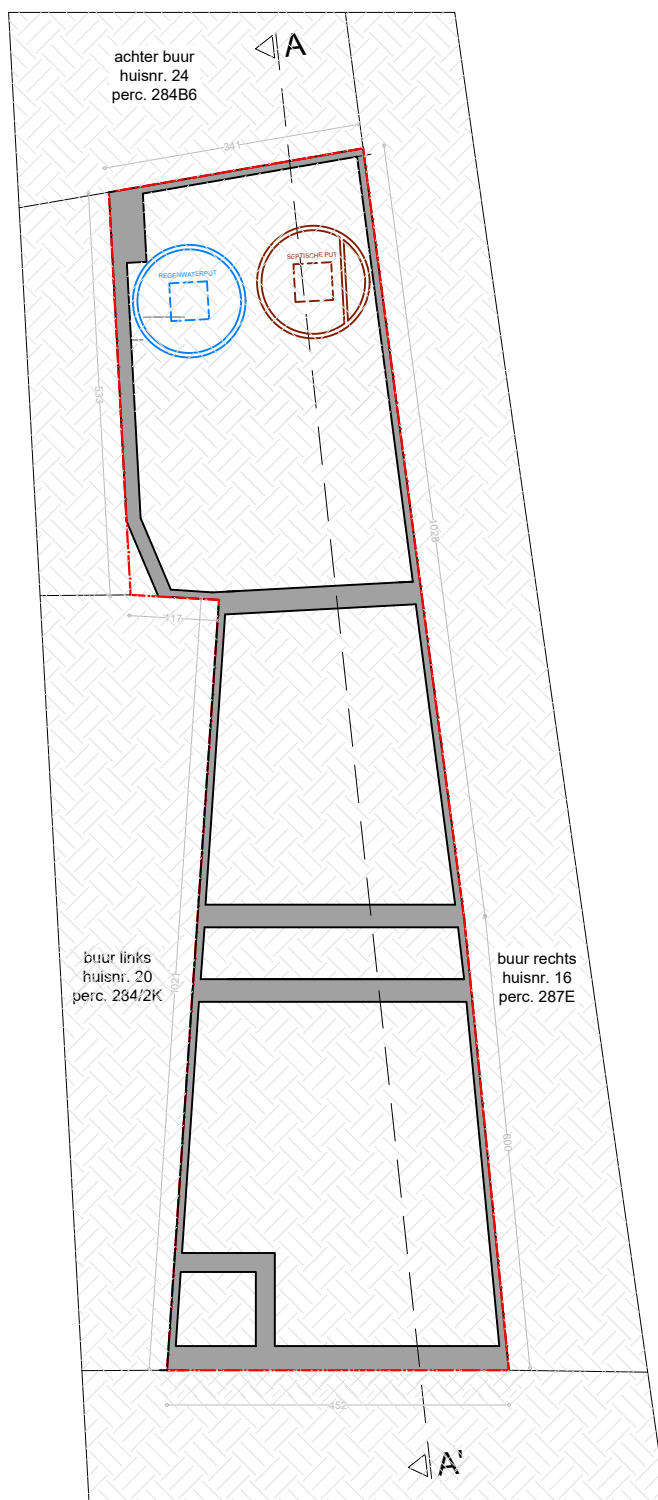 A
achter buur
huisnr. 24
perc. 284B6
341
SEPTISCHE PUT
REGENWATERPUT
533
1028
117
buur links
huisnr. 20
perc. 284/2K
1021
buur rechts
huisnr. 16
perc. 287E
600
452
A'